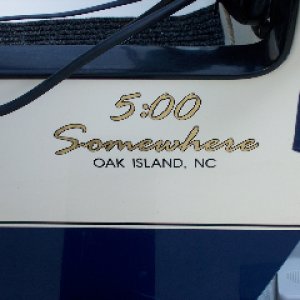 5:00
Somewhere
OAK ISLAND, NC